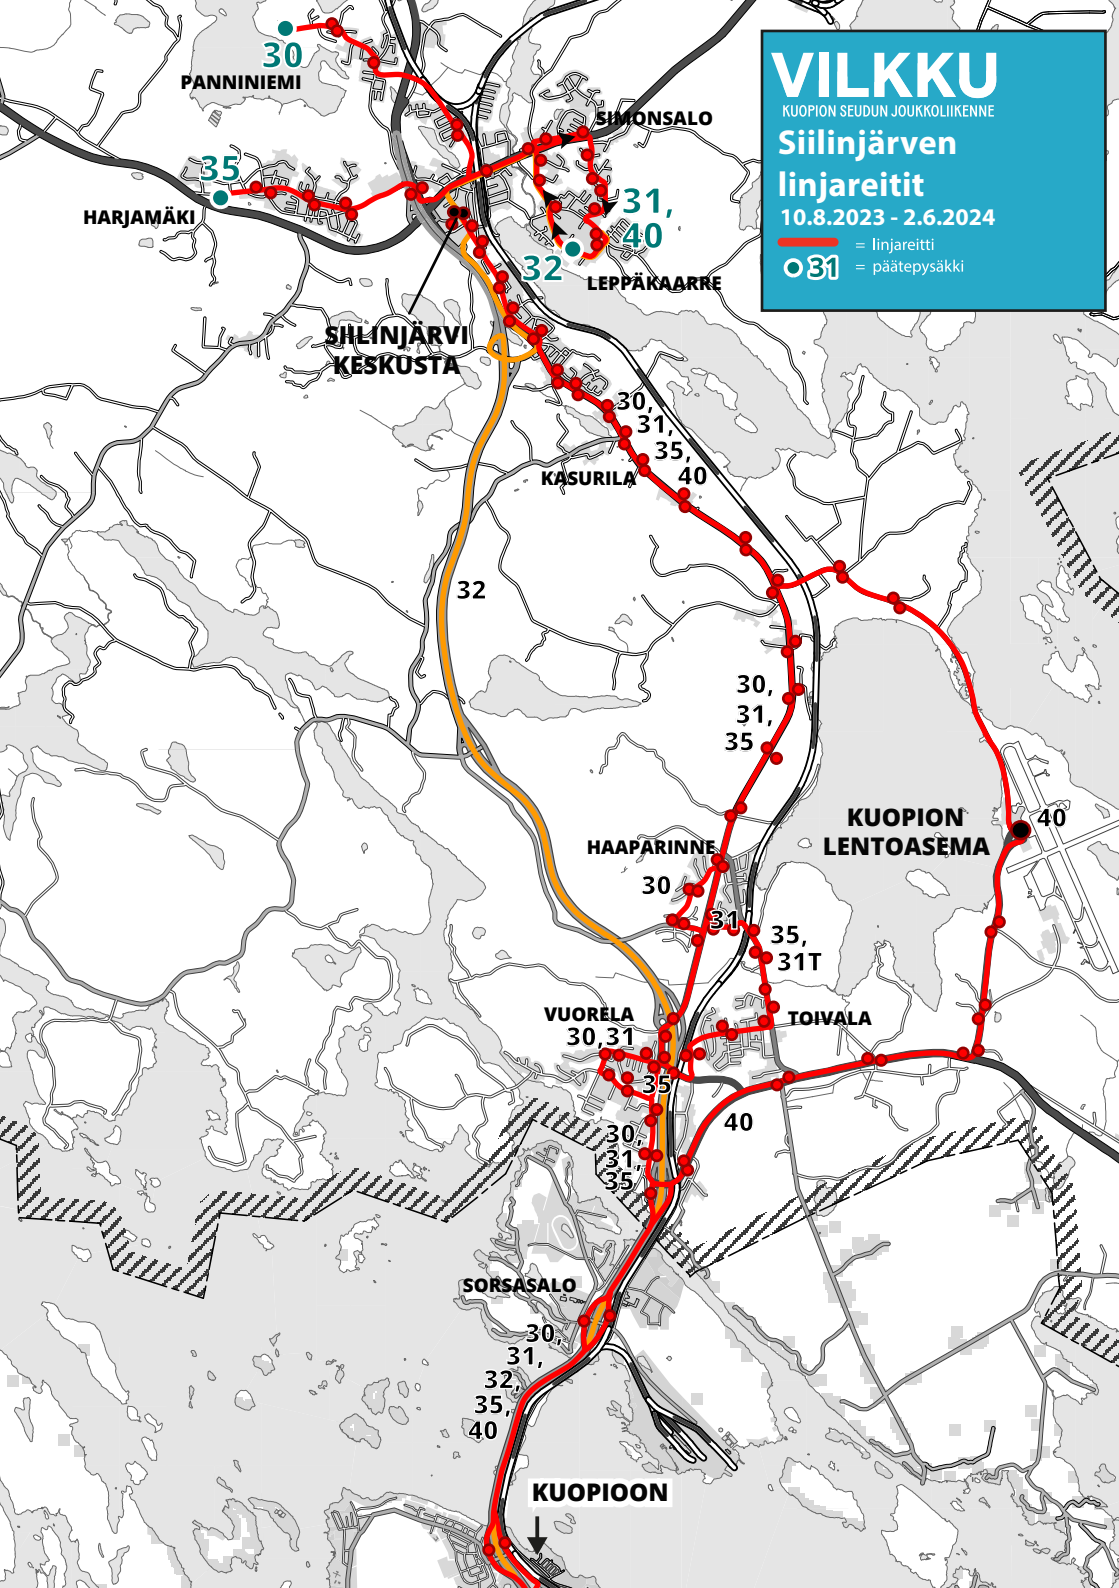 VILKKU
KUOPION SEUDUN JOUKKOLIIKENNE
Siilinjärven
linjareitit
10.8.2023 - 2.6.2024
= linjareitti
31 = päätepysäkki
30
PANNINIEMI
SIMONSALO
35
HARJAMÄKI
31,
40
32
LEPPÄKAARRE
SIILINJÄRVI
KESKUSTA
30,
31,
35,
40
KASURILA
32
30,
31,
35
KUOPION
LENTOASEMA
40
HAAPARINNE
30
31
35,
31T
VUORELA
30,31
TOIVALA
35
40
30,
31,
35
SORSASALO
30,
31,
32,
35,
40
KUOPIOON